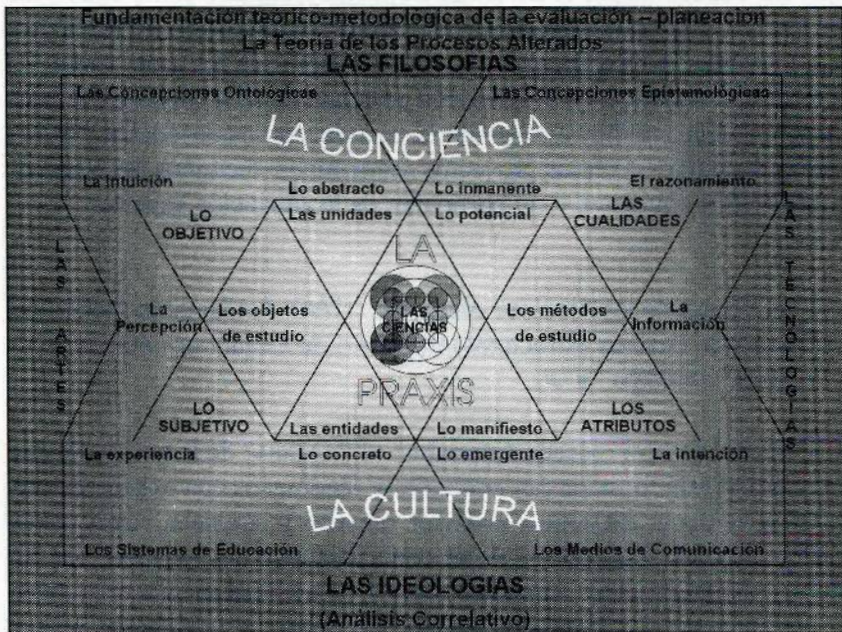 Fundamentación teórico-metodológica de la evaluación – planeación
La Teoría de los Procesos Alterados
LAS FILOSOFIAS
Las Concepciones Ontológicas
Las Concepciones Epistemológicas
LA CONCIENCIA
La intuición
El razonamiento
Lo abstracto
Lo inmanente
LO OBJETIVO
Las unidades
Lo potencial
LAS CUALIDADES
LAS ARTES
LA
LAS TECNOLOGIAS
La Percepción
Los objetos de estudio
LAS CIENCIAS
Los métodos de estudio
La Información
PRAXIS
LO SUBJETIVO
Las entidades
Lo manifiesto
LOS ATRIBUTOS
La experiencia
Lo concreto
Lo emergente
La intención
LA CULTURA
Los Sistemas de Educación
Los Medios de Comunicación
LAS IDEOLOGIAS
(Análisis Correlativo)